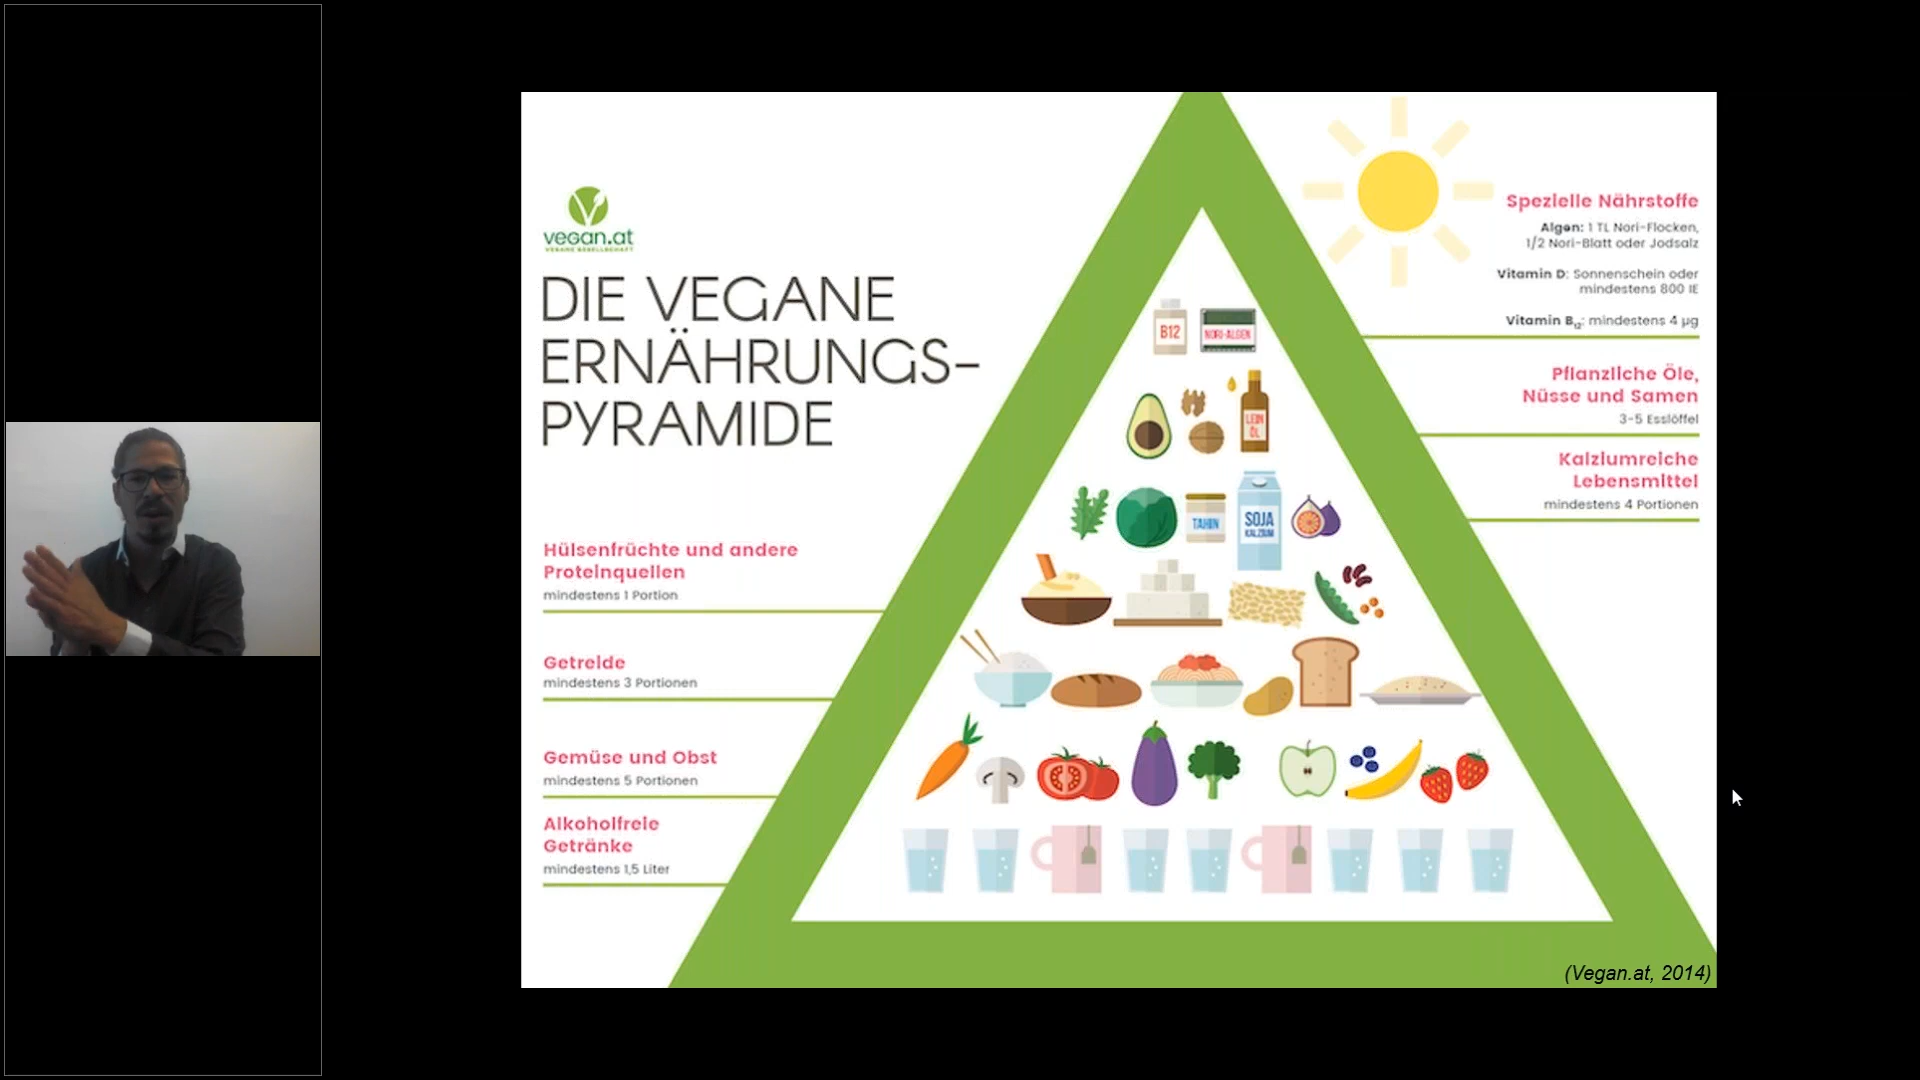 vegan.at
VEGANE GESELLSCHAFT
DIE VEGANE
ERNÄHRUNGS-
PYRAMIDE
Hülsenfrüchte und andere
Proteinquellen
mindestens 1 Portion
Getreide
mindestens 3 Portionen
Gemüse und Obst
mindestens 5 Portionen
Alkoholfreie
Getränke
mindestens 1,5 Liter
B12
NORI-ALGEN
LEIN
ÖL
TAHIN
SOJA
KALZIUM
Spezielle Nährstoffe
Algen: 1 TL Nori-Flocken,
1/2 Nori-Blatt oder Jodsalz
Vitamin D: Sonnenschein oder
mindestens 800 IE
Vitamin B12: mindestens 4 µg
Pflanzliche Öle,
Nüsse und Samen
3-5 Esslöffel
Kalziumreiche
Lebensmittel
mindestens 4 Portionen
(Vegan.at, 2014)